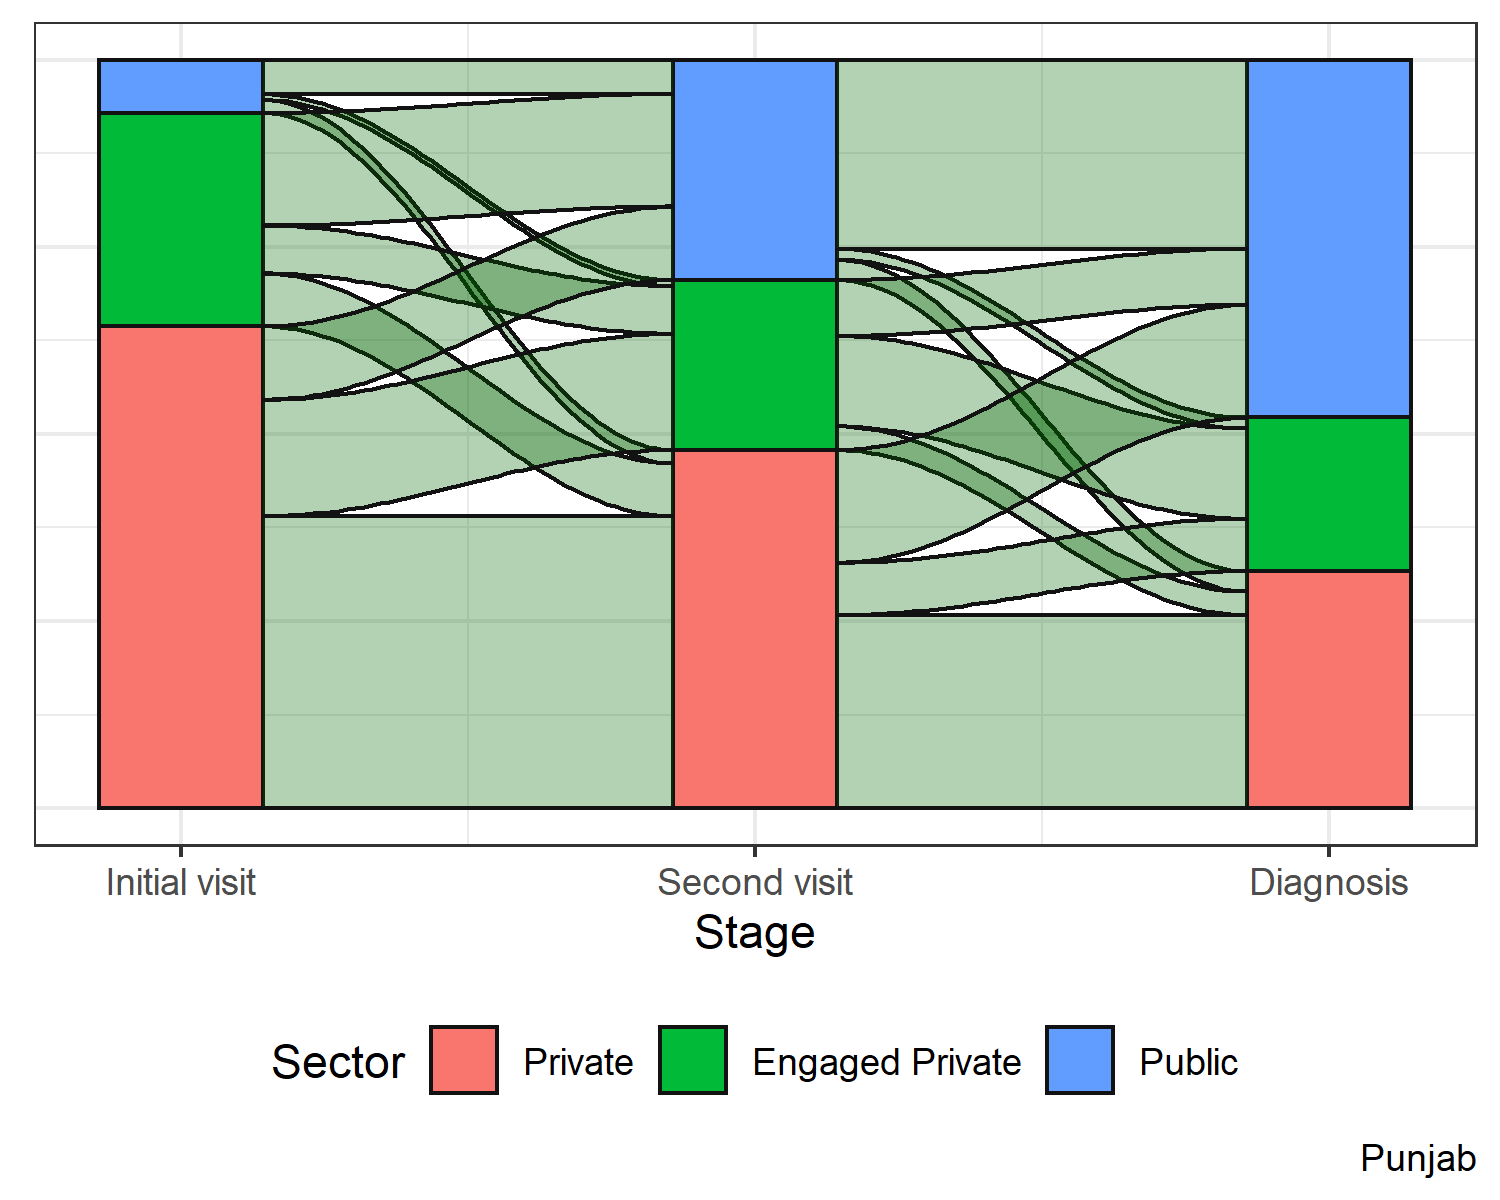 Initial visit Second visit Diagnosis
Stage
Sector Private Engaged Private Public
Punjab